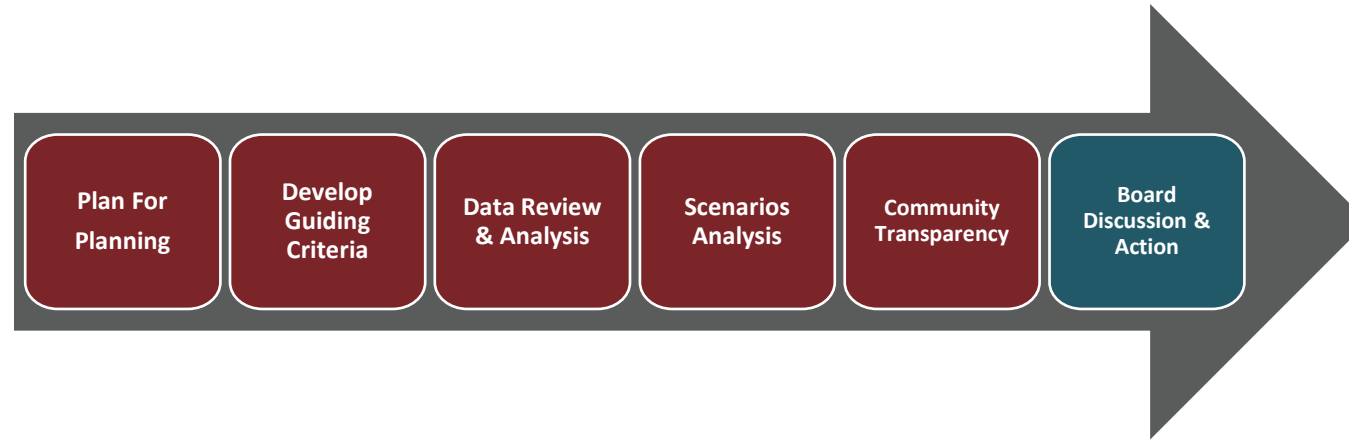 Plan For
Planning
Develop
Guiding
Criteria
Data Review
& Analysis
Scenarios
Analysis
Community
Transparency
Board
Discussion &
Action